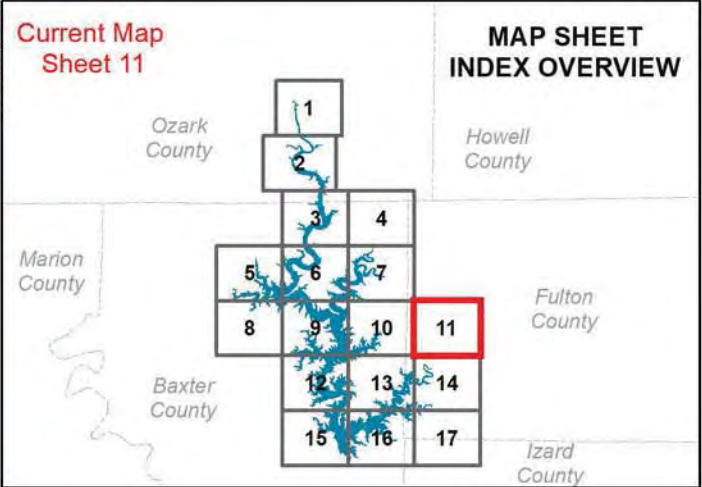 Current Map
Sheet 11
MAP SHEET
INDEX OVERVIEW
1
Ozark
County
Howell
County
2
3
4
Marion
County
5
6
7
Fulton
County
8
9
10
11
Baxter
County
12
13
14
15
16
17
Izard
County